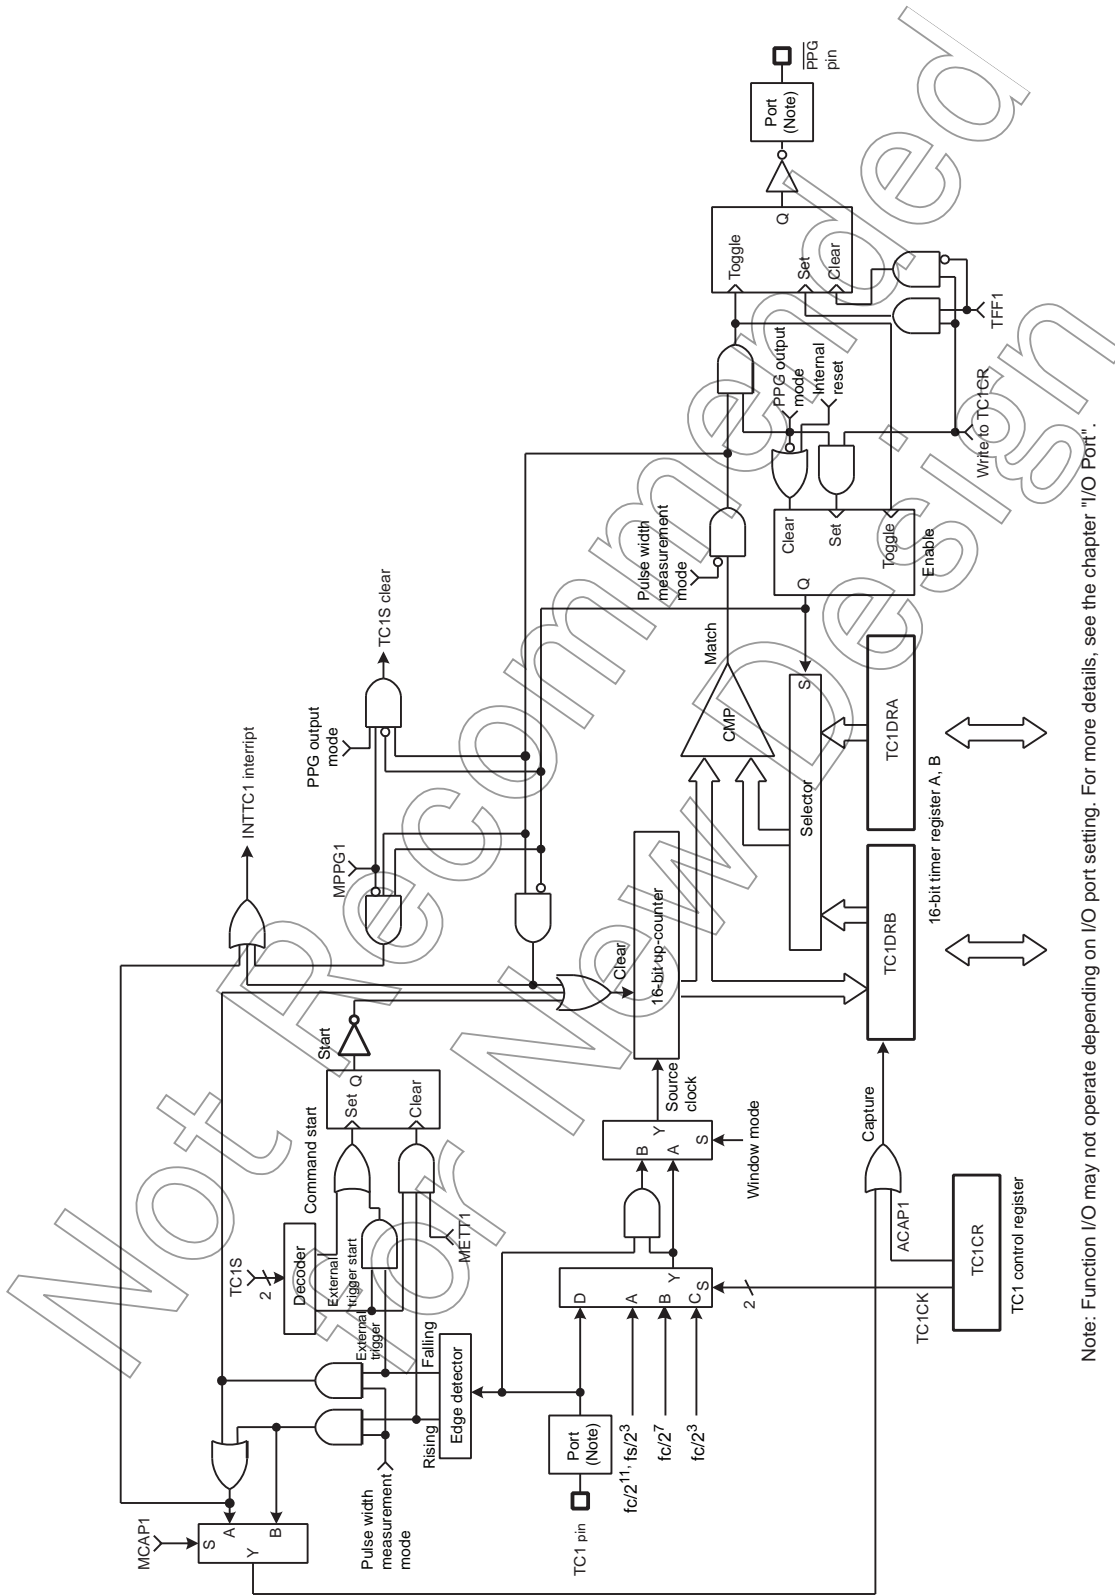 MCAP1
S
A
B
Y
Pulse width
measurement
mode
TC1S
2
Decoder
Command start
External
trigger start
External
trigger
METT1
Falling
Rising
Edge detector
Set
Q
Clear
Start
INTTC1 interript
MPPG1
PPG output
mode
TC1S clear
TC1 pin
Port
(Note)
fc/2¹¹, fs/2³
fc/2⁷
fc/2³
D
A
B
C
S
Y
2
B
A
Y
S
Window mode
Source
clock
Clear
16-bit up-counter
CMP
Match
Pulse width
measurement
mode
Selector
S
TC1DRB
TC1DRA
16-bit timer register A, B
Capture
ACAP1
TC1CK
TC1CR
TC1 control register
Q
Clear
Set
Toggle
Enable
PPG output
mode
Internal
reset
Write to TC1CR
TFF1
Toggle
Set
Clear
Q
Port
(Note)
PPG
pin
Note: Function I/O may not operate depending on I/O port setting. For more details, see the chapter "I/O Port".
Not Recommended
for New Design